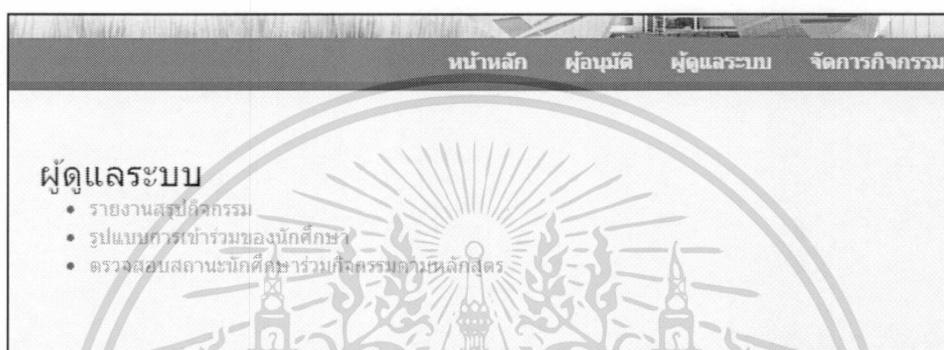 หน้าหลัก ผู้อนุมัติ ผู้ดูแลระบบ จัดการกิจกรรม
ผู้ดูแลระบบ
• รายงานสรุปกิจกรรม
• รูปแบบการเข้าร่วมของนักศึกษา
• ตรวจสอบสถานะนักศึกษาร่วมกิจกรรมตามหลักสูตร